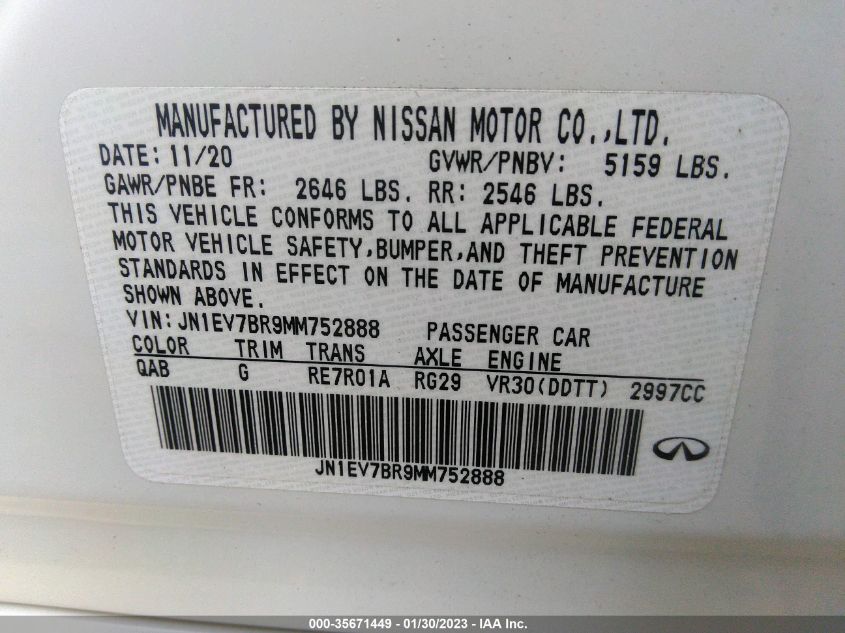 MANUFACTURED BY NISSAN MOTOR CO.,LTD.
DATE: 11/20 GVWR/PNBV: 5159 LBS.
GAWR/PNBE FR: 2646 LBS. RR: 2546 LBS.
THIS VEHICLE CONFORMS TO ALL APPLICABLE FEDERAL
MOTOR VEHICLE SAFETY,BUMPER,AND THEFT PREVENTION
STANDARDS IN EFFECT ON THE DATE OF MANUFACTURE
SHOWN ABOVE.
VIN: JN1EV7BR9MM752888 PASSENGER CAR
COLOR TRIM TRANS AXLE ENGINE
QAB G RE7R01A RG29 VR30(DDTT) 2997CC
JN1EV7BR9MM752888
000-35671449 - 01/30/2023 - IAA Inc.